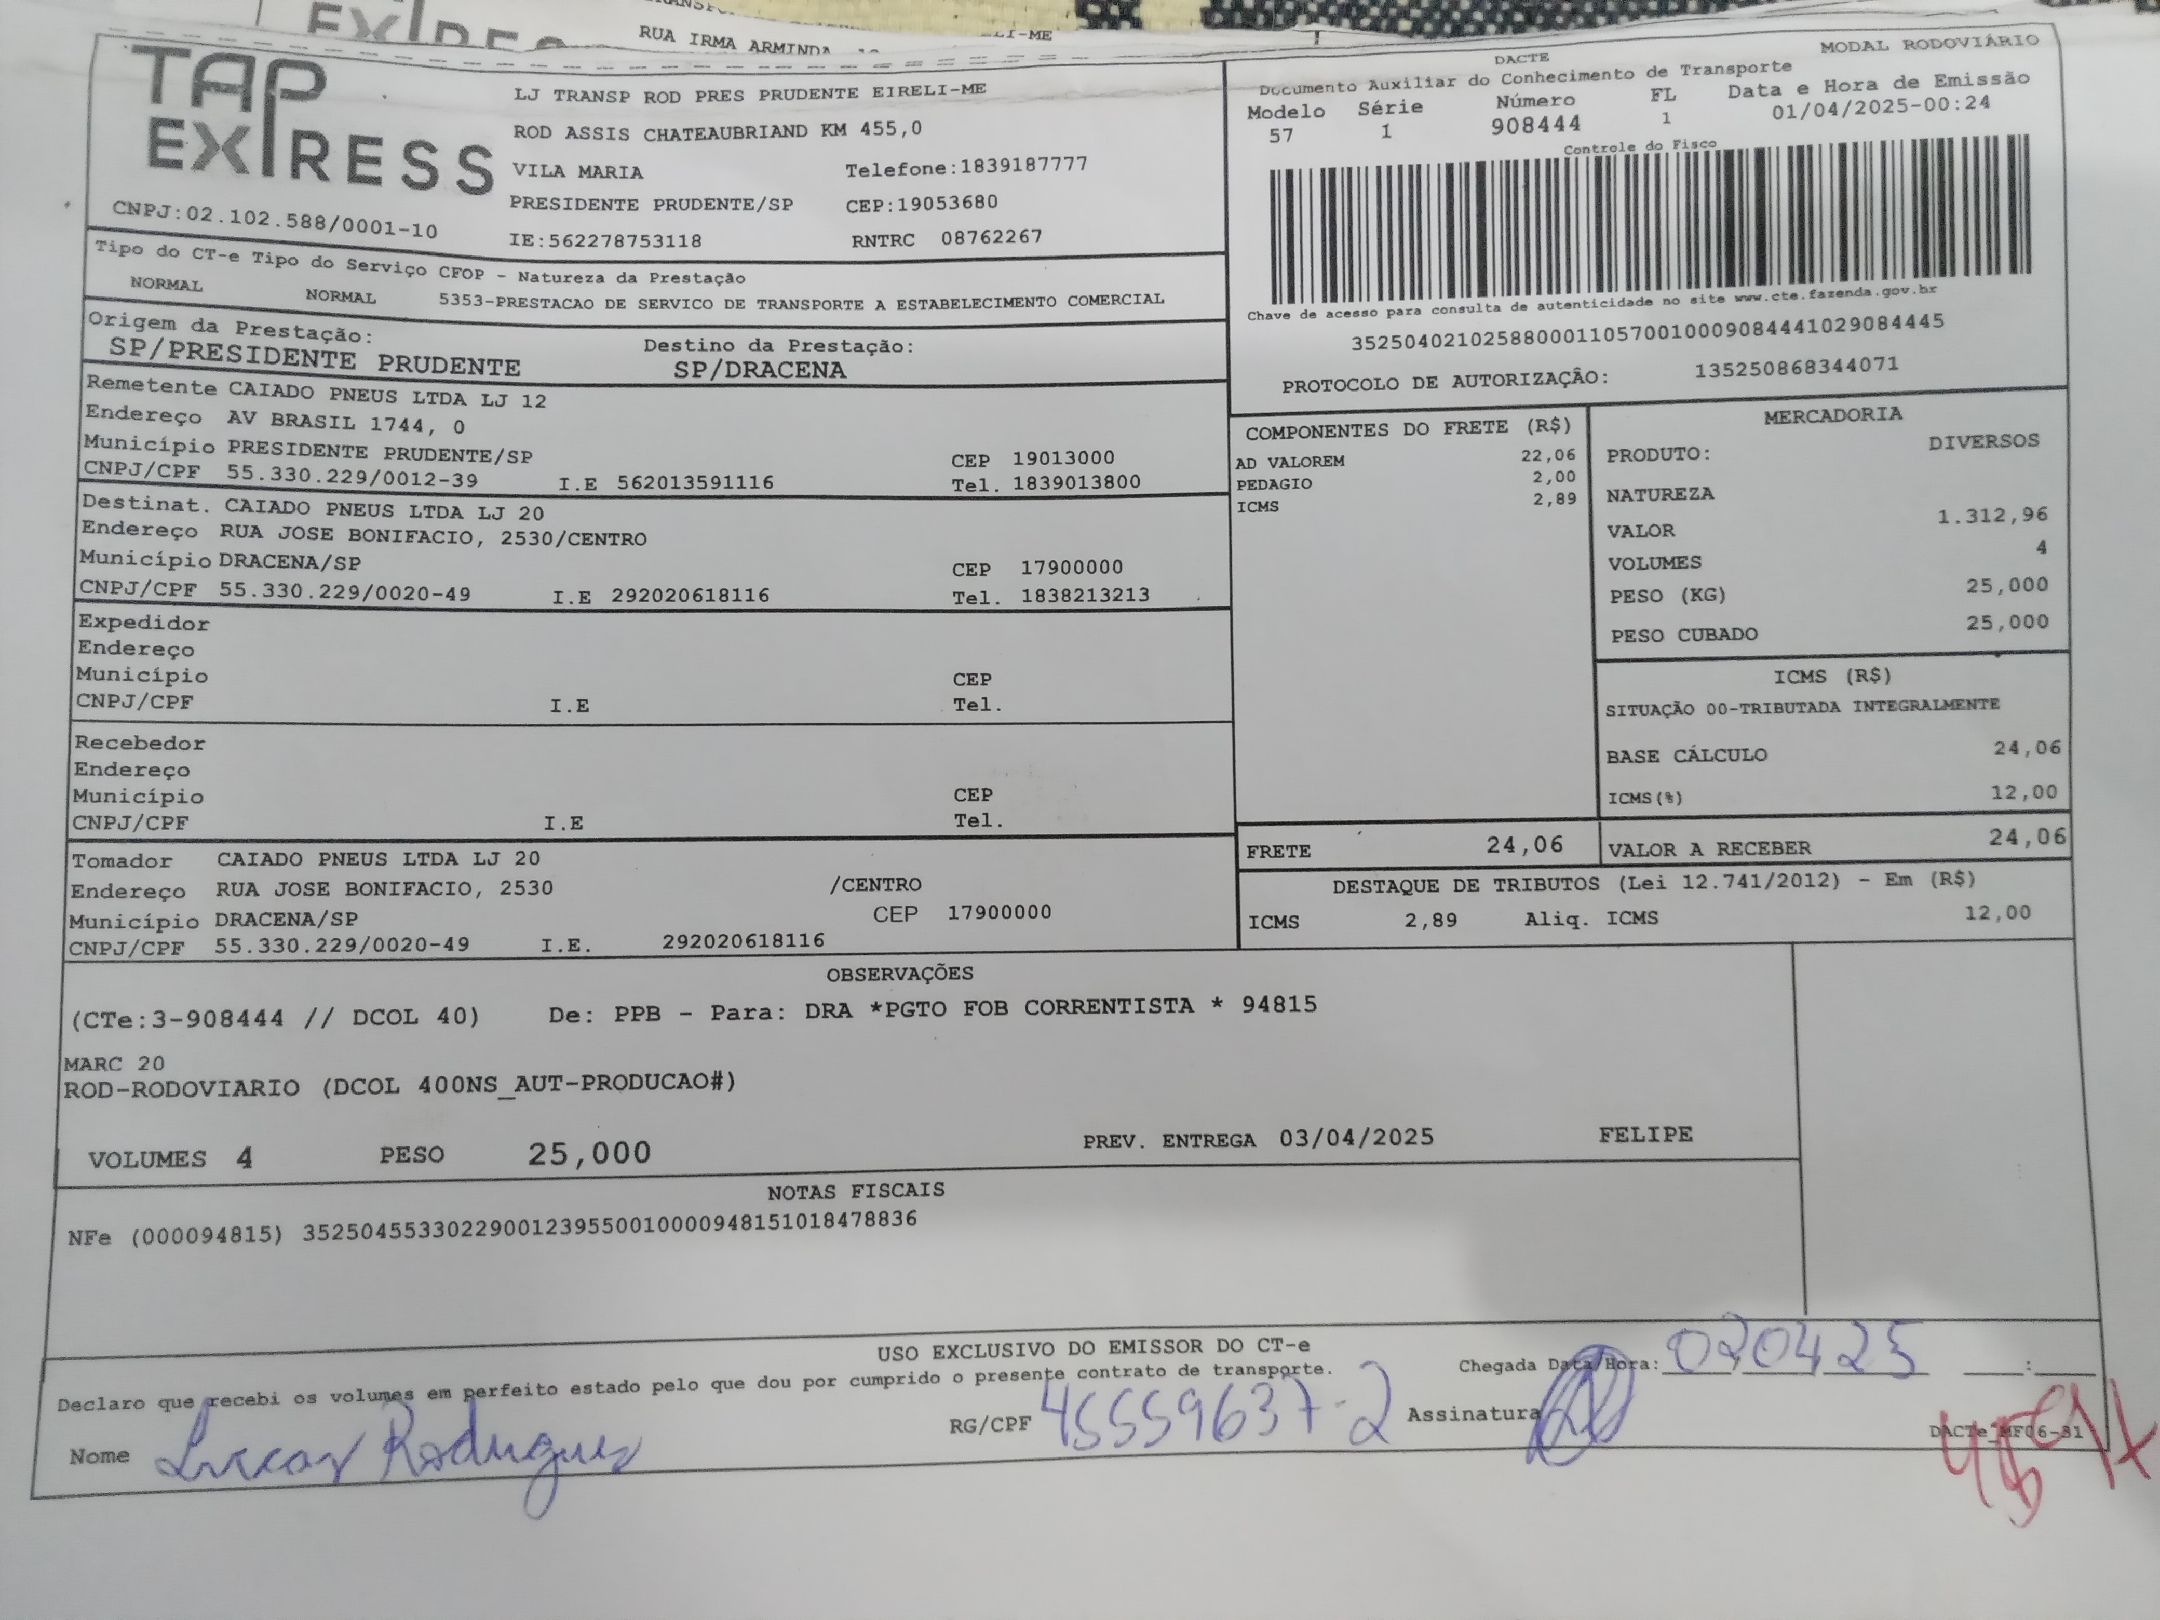 RUA IRMA ARMINDA
LI-ME
TAP
EXPRESS
CNPJ:02.102.588/0001-10
LJ TRANSP ROD PRES PRUDENTE EIRELI-ME
ROD ASSIS CHATEAUBRIAND KM 455,0
VILA MARIA Telefone:1839187777
PRESIDENTE PRUDENTE/SP CEP:19053680
IE:562278753118 RNTRC 08762267
DACTE MODAL RODOVIÁRIO
Documento Auxiliar do Conhecimento de Transporte
Modelo Série Número FL Data e Hora de Emissão
57 1 908444 1 01/04/2025-00:24
Controle do Fisco
Chave de acesso para consulta de autenticidade no site www.cte.fazenda.gov.br
35250402102588000110570010009084441029084445
PROTOCOLO DE AUTORIZAÇÃO: 135250868344071
Tipo do CT-e Tipo do Serviço CFOP - Natureza da Prestação
NORMAL NORMAL 5353-PRESTACAO DE SERVICO DE TRANSPORTE A ESTABELECIMENTO COMERCIAL
Origem da Prestação: Destino da Prestação:
SP/PRESIDENTE PRUDENTE SP/DRACENA
Remetente CAIADO PNEUS LTDA LJ 12
Endereço AV BRASIL 1744, 0
Município PRESIDENTE PRUDENTE/SP CEP 19013000
CNPJ/CPF 55.330.229/0012-39 I.E 562013591116 Tel. 1839013800
Destinat. CAIADO PNEUS LTDA LJ 20
Endereço RUA JOSE BONIFACIO, 2530/CENTRO
Município DRACENA/SP CEP 17900000
CNPJ/CPF 55.330.229/0020-49 I.E 292020618116 Tel. 1838213213
Expedidor
Endereço
Município CEP
CNPJ/CPF I.E Tel.
Recebedor
Endereço
Município CEP
CNPJ/CPF I.E Tel.
Tomador CAIADO PNEUS LTDA LJ 20
Endereço RUA JOSE BONIFACIO, 2530 /CENTRO
Município DRACENA/SP CEP 17900000
CNPJ/CPF 55.330.229/0020-49 I.E. 292020618116
COMPONENTES DO FRETE (R$)
AD VALOREM 22,06
PEDAGIO 2,00
ICMS 2,89
MERCADORIA
PRODUTO: DIVERSOS
NATUREZA
VALOR 1.312,96
VOLUMES 4
PESO (KG) 25,000
PESO CUBADO 25,000
ICMS (R$)
SITUAÇÃO 00-TRIBUTADA INTEGRALMENTE
BASE CÁLCULO 24,06
ICMS(%) 12,00
FRETE 24,06 VALOR A RECEBER 24,06
DESTAQUE DE TRIBUTOS (Lei 12.741/2012) - Em (R$)
ICMS 2,89 Aliq. ICMS 12,00
OBSERVAÇÕES
(CTe:3-908444 // DCOL 40) De: PPB - Para: DRA *PGTO FOB CORRENTISTA * 94815
MARC 20
ROD-RODOVIARIO (DCOL 400NS_AUT-PRODUCAO#)
VOLUMES 4 PESO 25,000 PREV. ENTREGA 03/04/2025 FELIPE
NOTAS FISCAIS
NFe (000094815) 35250455330229001239550010000948151018478836
USO EXCLUSIVO DO EMISSOR DO CT-e
Declaro que recebi os volumes em perfeito estado pelo que dou por cumprido o presente contrato de transporte. Chegada Data/Hora: 020425 :
Nome Lucas Rodrigues RG/CPF 45559637-2 Assinatura
DACTe_MF06-S1